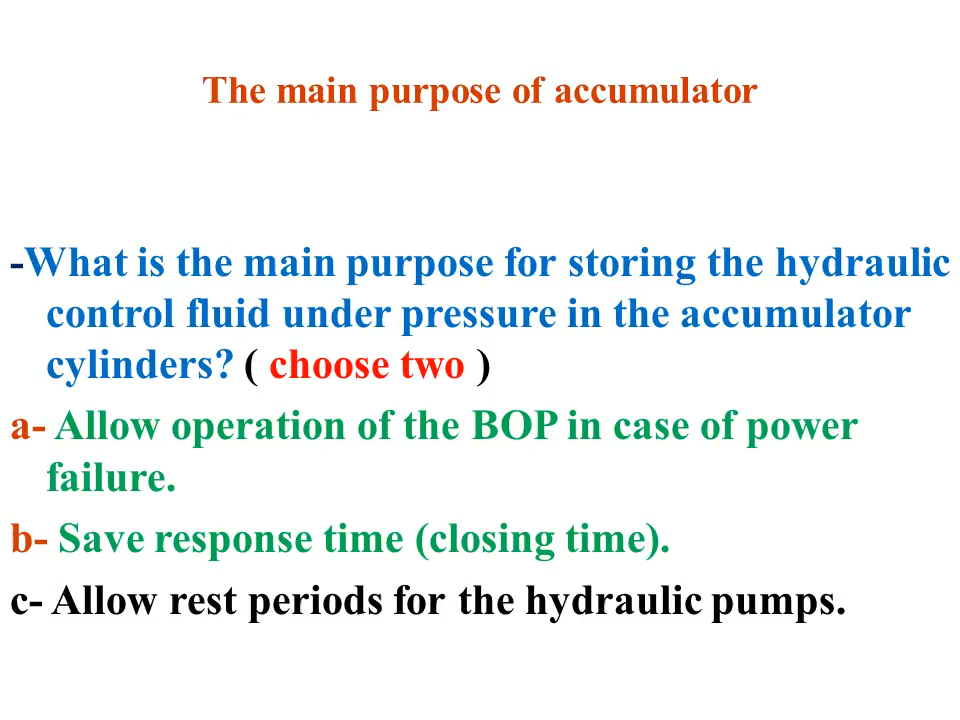 The main purpose of accumulator
-What is the main purpose for storing the hydraulic
control fluid under pressure in the accumulator
cylinders? ( choose two )
a- Allow operation of the BOP in case of power
failure.
b- Save response time (closing time).
c- Allow rest periods for the hydraulic pumps.